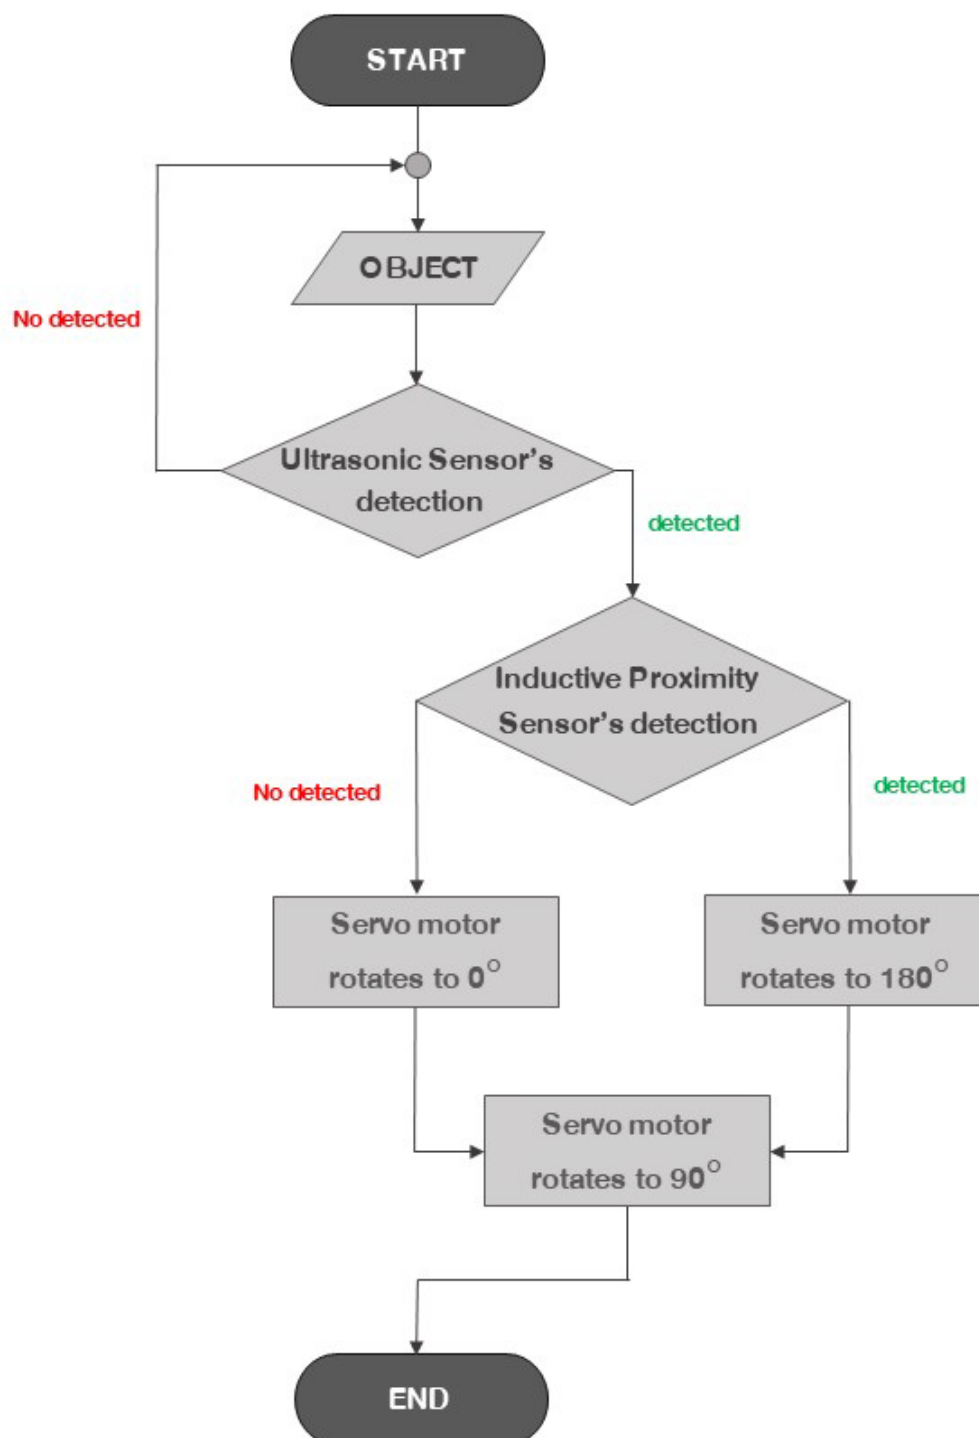 START
OBJECT
No detected
Ultrasonic Sensor's
detection
detected
Inductive Proximity
Sensor's detection
No detected
detected
Servo motor
rotates to 0°
Servo motor
rotates to 180°
Servo motor
rotates to 90°
END